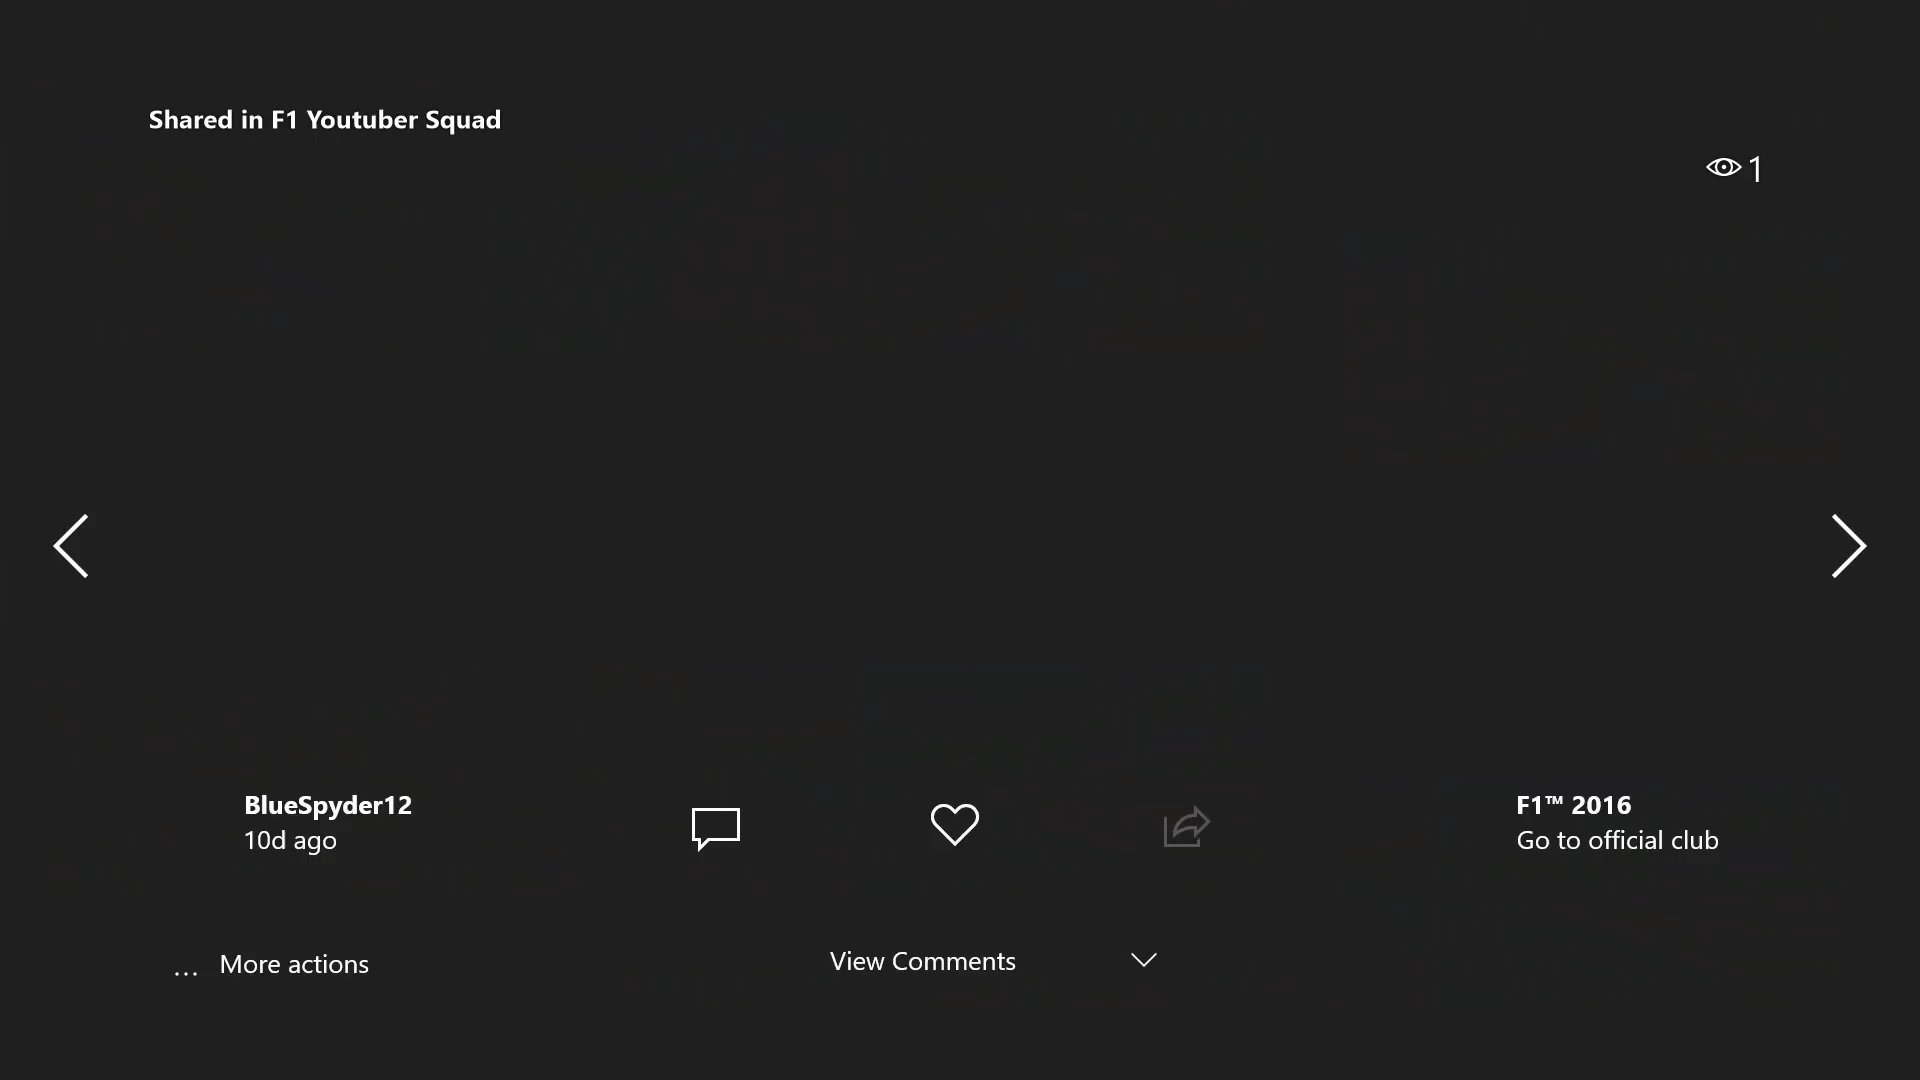 Shared in F1 Youtuber Squad
1
BlueSpyder12
10d ago
F1™ 2016
Go to official club
... More actions
View Comments